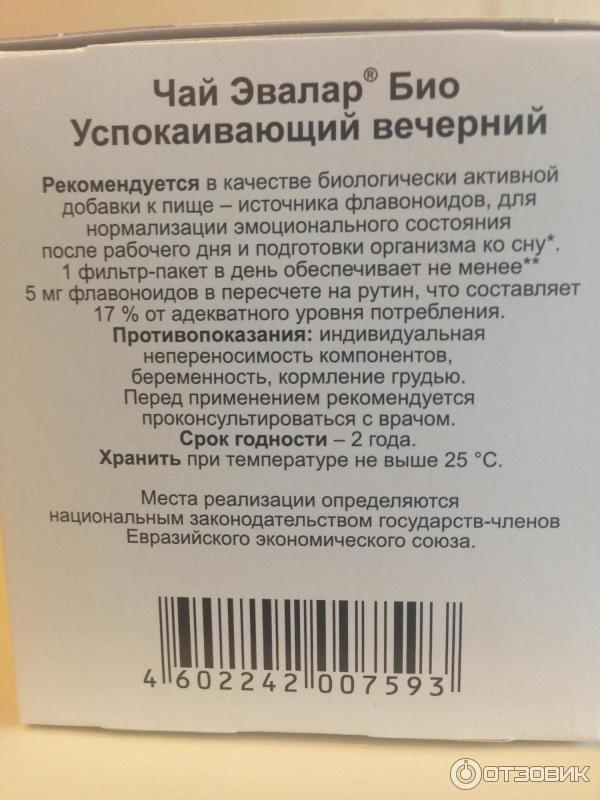 Чай Эвалар® Био
Успокаивающий вечерний
Рекомендуется в качестве биологически активной
добавки к пище – источника флавоноидов, для
нормализации эмоционального состояния
после рабочего дня и подготовки организма ко сну*.
1 фильтр-пакет в день обеспечивает не менее**
5 мг флавоноидов в пересчете на рутин, что составляет
17 % от адекватного уровня потребления.
Противопоказания: индивидуальная
непереносимость компонентов,
беременность, кормление грудью.
Перед применением рекомендуется
проконсультироваться с врачом.
Срок годности – 2 года.
Хранить при температуре не выше 25 °С.
Места реализации определяются
национальным законодательством государств-членов
Евразийского экономического союза.
4 602242 007593
ОТЗОВИК